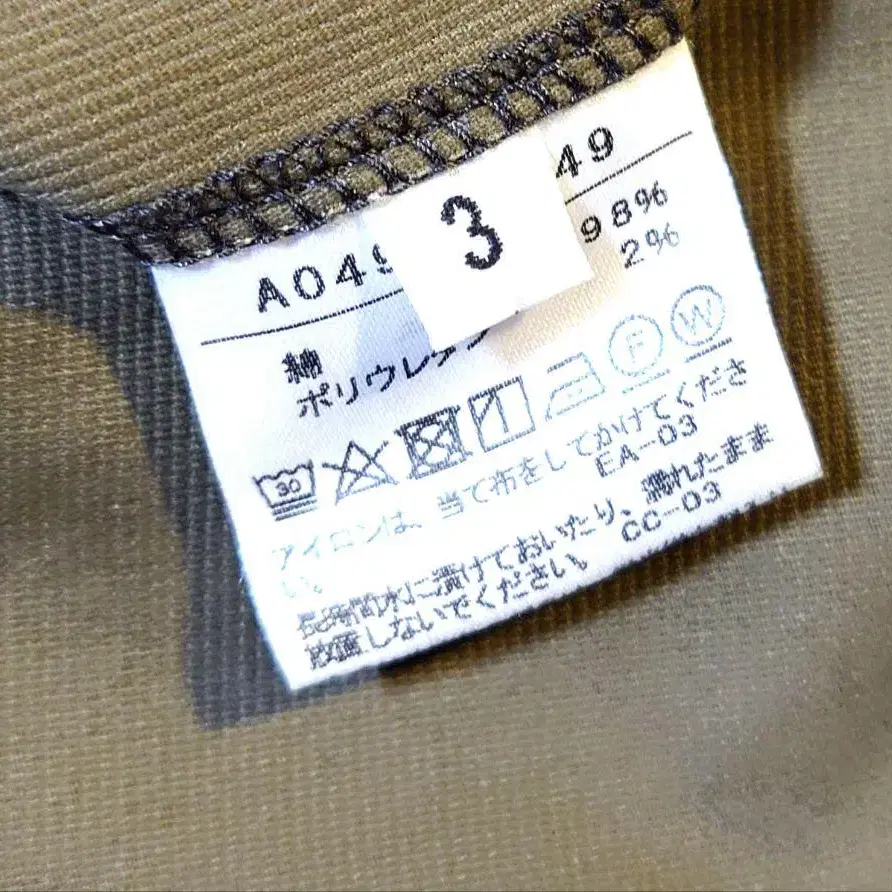 3
A049 49
綿 98%
ポリウレタン 2%
30
F W
アイロンは、当て布をしてかけてくださ
い。 EA-03
長時間水に漬けておいたり、濡れたまま
放置しないでください。 CC-03